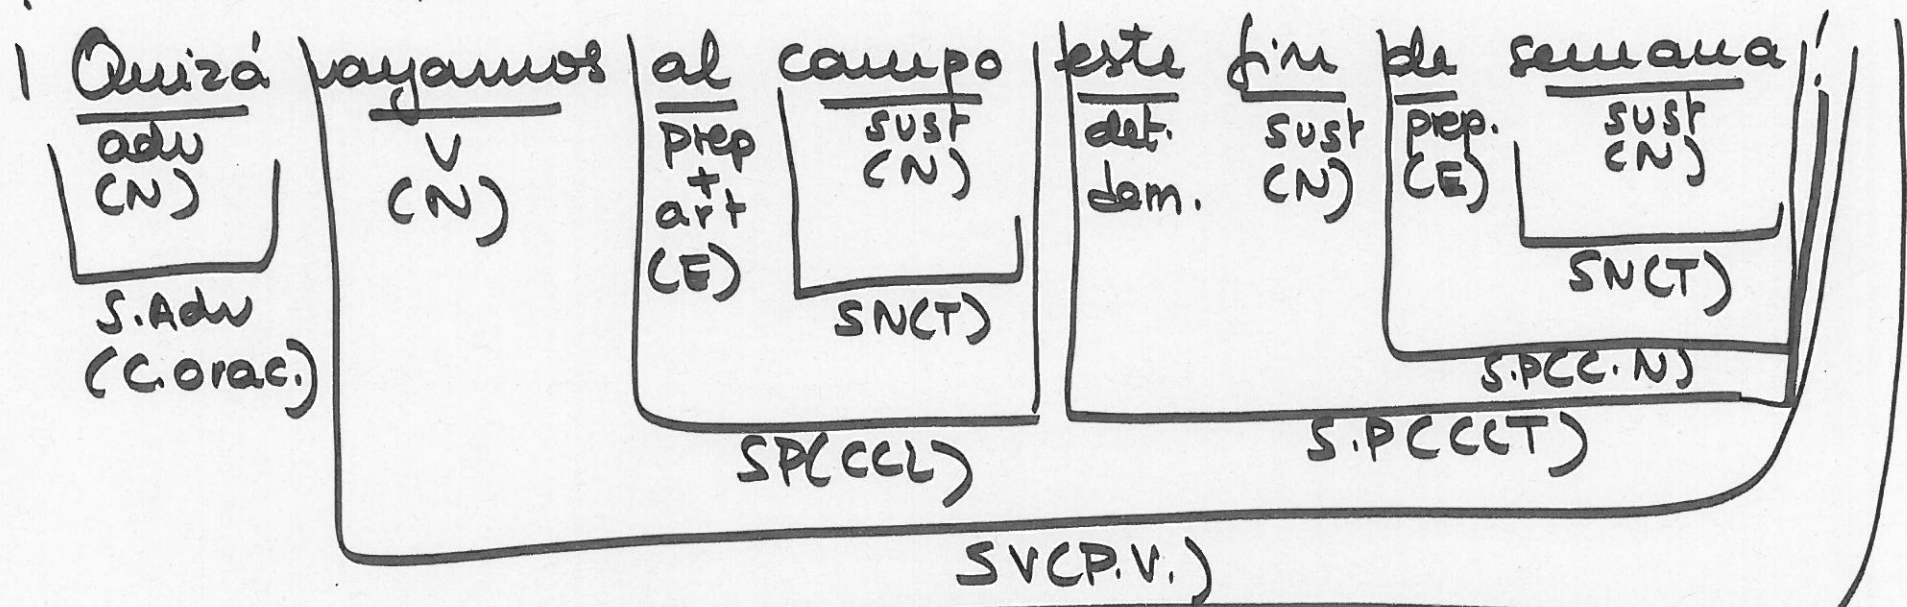 ¡ Quizá vayamos al campo este fin de semana!
adv V prep sust det. sust prep. sust
(N) (N) + (N) dem. (N) (E) (N)
art
(E)
S.Adv SN(T) SN(T)
(C.orac.) S.P(C.N)
SP(CCL) S.P(CCT)
SV(P.V.)